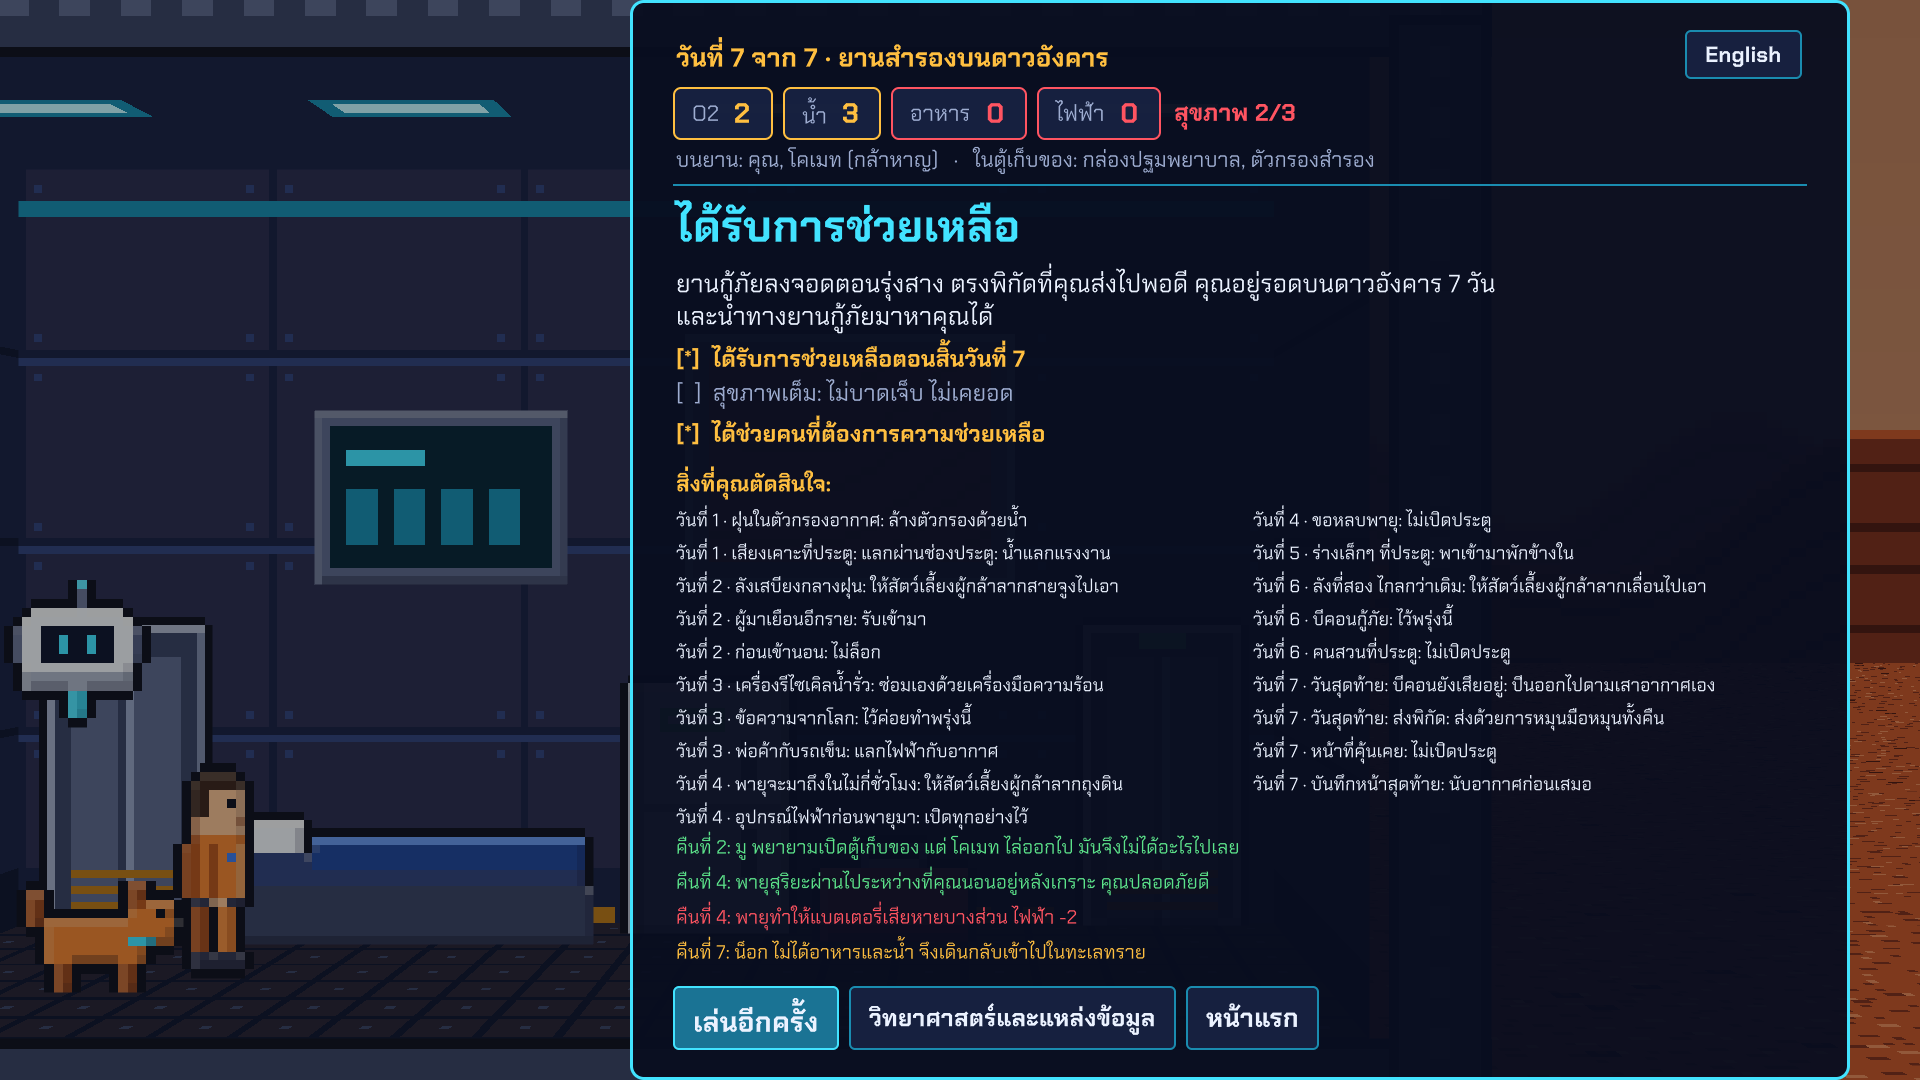 วันที่ 7 จาก 7 · ยานสำรองบนดาวอังคาร
English
O2 2 น้ำ 3 อาหาร 0 ไฟฟ้า 0 สุขภาพ 2/3
บนยาน: คุณ, โคเมท (กล้าหาญ) · ในตู้เก็บของ: กล่องปฐมพยาบาล, ตัวกรองสำรอง
ได้รับการช่วยเหลือ
ยานกู้ภัยลงจอดตอนรุ่งสาง ตรงพิกัดที่คุณส่งไปพอดี คุณอยู่รอดบนดาวอังคาร 7 วัน
และนำทางยานกู้ภัยมาหาคุณได้
[*] ได้รับการช่วยเหลือตอนสิ้นวันที่ 7
[ ] สุขภาพเต็ม: ไม่บาดเจ็บ ไม่เคยอด
[*] ได้ช่วยคนที่ต้องการความช่วยเหลือ
สิ่งที่คุณตัดสินใจ:
วันที่ 1 · ฝุ่นในตัวกรองอากาศ: ล้างตัวกรองด้วยน้ำ
วันที่ 1 · เสียงเคาะที่ประตู: แลกผ่านช่องประตู: น้ำแลกแรงงาน
วันที่ 2 · ลังเสบียงกลางฝุ่น: ให้สัตว์เลี้ยงผู้กล้าลากสายจูงไปเอา
วันที่ 2 · ผู้มาเยือนอีกราย: รับเข้ามา
วันที่ 2 · ก่อนเข้านอน: ไม่ล็อก
วันที่ 3 · เครื่องรีไซเคิลน้ำรั่ว: ซ่อมเองด้วยเครื่องมือความร้อน
วันที่ 3 · ข้อความจากโลก: ไว้ค่อยทำพรุ่งนี้
วันที่ 3 · พ่อค้ากับรถเข็น: แลกไฟฟ้ากับอากาศ
วันที่ 4 · พายุจะมาถึงในไม่กี่ชั่วโมง: ให้สัตว์เลี้ยงผู้กล้าลากถุงดิน
วันที่ 4 · อุปกรณ์ไฟฟ้าก่อนพายุมา: เปิดทุกอย่างไว้
วันที่ 4 · ขอหลบพายุ: ไม่เปิดประตู
วันที่ 5 · ร่างเล็กๆ ที่ประตู: พาเข้ามาพักข้างใน
วันที่ 6 · ลังที่สอง ไกลกว่าเดิม: ให้สัตว์เลี้ยงผู้กล้าลากเลื่อนไปเอา
วันที่ 6 · บีคอนกู้ภัย: ไว้พรุ่งนี้
วันที่ 6 · คนสวนที่ประตู: ไม่เปิดประตู
วันที่ 7 · วันสุดท้าย: บีคอนยังเสียอยู่: ปีนออกไปดามเสาอากาศเอง
วันที่ 7 · วันสุดท้าย: ส่งพิกัด: ส่งด้วยการหมุนมือหมุนทั้งคืน
วันที่ 7 · หน้าที่คุ้นเคย: ไม่เปิดประตู
วันที่ 7 · บันทึกหน้าสุดท้าย: นับอากาศก่อนเสมอ
คืนที่ 2: มู พยายามเปิดตู้เก็บของ แต่ โคเมท ไล่ออกไป มันจึงไม่ได้อะไรไปเลย
คืนที่ 4: พายุสุริยะผ่านไประหว่างที่คุณนอนอยู่หลังเกราะ คุณปลอดภัยดี
คืนที่ 4: พายุทำให้แบตเตอรี่เสียหายบางส่วน ไฟฟ้า -2
คืนที่ 7: น็อก ไม่ได้อาหารและน้ำ จึงเดินกลับเข้าไปในทะเลทราย
เล่นอีกครั้ง
วิทยาศาสตร์และแหล่งข้อมูล
หน้าแรก